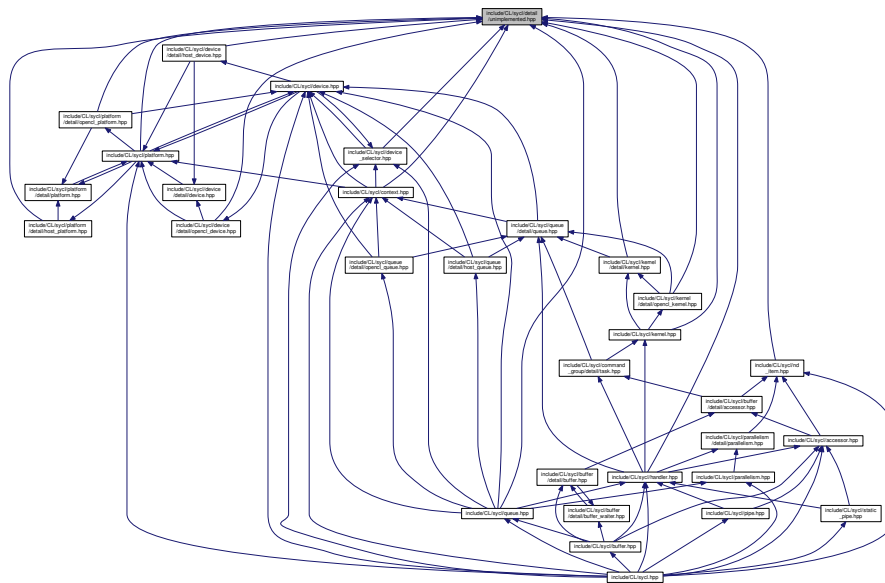 include/CL/sycl/detail
/unimplemented.hpp
include/CL/sycl/device
/detail/host_device.hpp
include/CL/sycl/device.hpp
include/CL/sycl/platform
/detail/opencl_platform.hpp
include/CL/sycl/platform.hpp
include/CL/sycl/device
_selector.hpp
include/CL/sycl/platform
/detail/platform.hpp
include/CL/sycl/device
/detail/device.hpp
include/CL/sycl/context.hpp
include/CL/sycl/platform
/detail/host_platform.hpp
include/CL/sycl/device
/detail/opencl_device.hpp
include/CL/sycl/queue
/detail/queue.hpp
include/CL/sycl/queue
/detail/opencl_queue.hpp
include/CL/sycl/queue
/detail/host_queue.hpp
include/CL/sycl/kernel
/detail/kernel.hpp
include/CL/sycl/kernel
/detail/opencl_kernel.hpp
include/CL/sycl/kernel.hpp
include/CL/sycl/command
_group/detail/task.hpp
include/CL/sycl/nd
_item.hpp
include/CL/sycl/buffer
/detail/accessor.hpp
include/CL/sycl/parallelism
/detail/parallelism.hpp
include/CL/sycl/accessor.hpp
include/CL/sycl/buffer
/detail/buffer.hpp
include/CL/sycl/handler.hpp
include/CL/sycl/parallelism.hpp
include/CL/sycl/queue.hpp
include/CL/sycl/buffer
/detail/buffer_waiter.hpp
include/CL/sycl/pipe.hpp
include/CL/sycl/static
_pipe.hpp
include/CL/sycl/buffer.hpp
include/CL/sycl.hpp